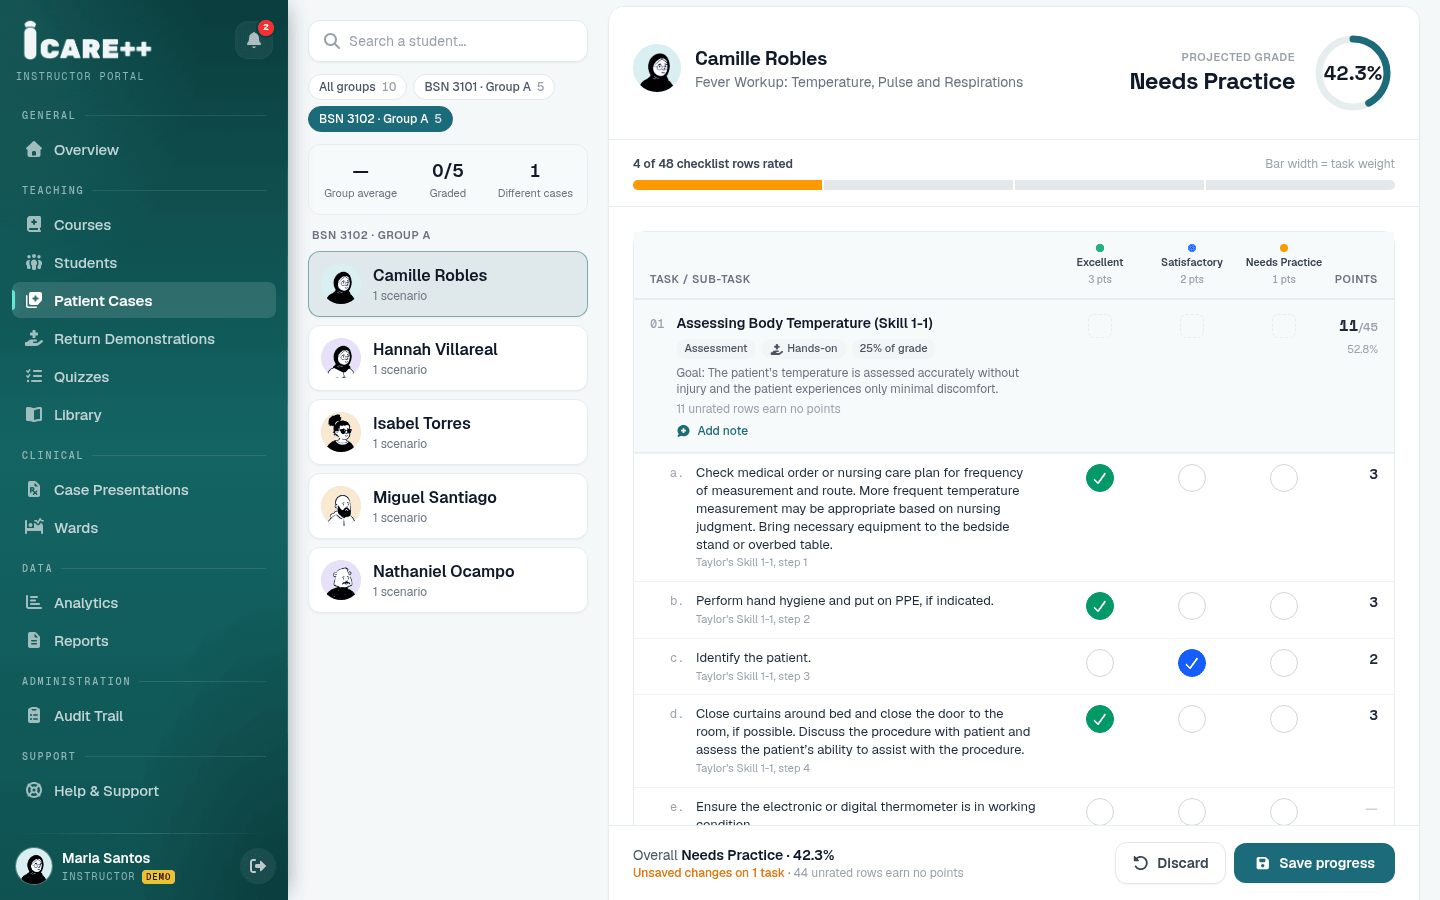 iCARE++
2
INSTRUCTOR PORTAL
GENERAL
Overview
TEACHING
Courses
Students
Patient Cases
Return Demonstrations
Quizzes
Library
CLINICAL
Case Presentations
Wards
DATA
Analytics
Reports
ADMINISTRATION
Audit Trail
SUPPORT
Help & Support
Maria Santos
INSTRUCTOR DEMO
Search a student...
All groups 10
BSN 3101 · Group A 5
BSN 3102 · Group A 5
— 0/5 1
Group average Graded Different cases
BSN 3102 · GROUP A
Camille Robles
1 scenario
Hannah Villareal
1 scenario
Isabel Torres
1 scenario
Miguel Santiago
1 scenario
Nathaniel Ocampo
1 scenario
Camille Robles
Fever Workup: Temperature, Pulse and Respirations
PROJECTED GRADE
Needs Practice
42.3%
4 of 48 checklist rows rated
Bar width = task weight
TASK / SUB-TASK
Excellent
3 pts
Satisfactory
2 pts
Needs Practice
1 pts
POINTS
01 Assessing Body Temperature (Skill 1-1)
11/45
52.8%
Assessment Hands-on 25% of grade
Goal: The patient's temperature is assessed accurately without
injury and the patient experiences only minimal discomfort.
11 unrated rows earn no points
Add note
a. Check medical order or nursing care plan for frequency
of measurement and route. More frequent temperature
measurement may be appropriate based on nursing
judgment. Bring necessary equipment to the bedside
stand or overbed table.
Taylor's Skill 1-1, step 1
3
b. Perform hand hygiene and put on PPE, if indicated.
Taylor's Skill 1-1, step 2
3
c. Identify the patient.
Taylor's Skill 1-1, step 3
2
d. Close curtains around bed and close the door to the
room, if possible. Discuss the procedure with patient and
assess the patient's ability to assist with the procedure.
Taylor's Skill 1-1, step 4
3
e. Ensure the electronic or digital thermometer is in working
condition.
—
Overall Needs Practice · 42.3%
Unsaved changes on 1 task · 44 unrated rows earn no points
Discard
Save progress